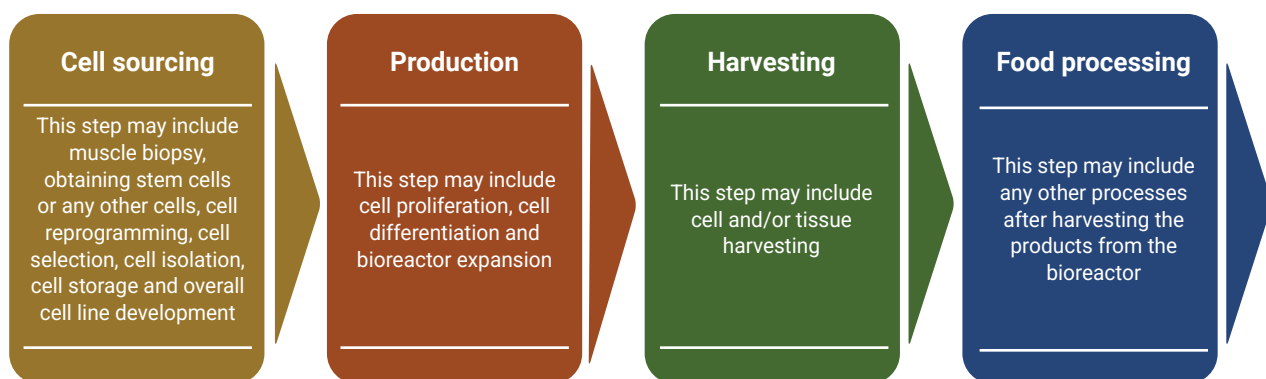 Cell sourcing
This step may include
muscle biopsy,
obtaining stem cells
or any other cells, cell
reprogramming, cell
selection, cell isolation,
cell storage and overall
cell line development
Production
This step may include
cell proliferation, cell
differentiation and
bioreactor expansion
Harvesting
This step may include
cell and/or tissue
harvesting
Food processing
This step may include
any other processes
after harvesting the
products from the
bioreactor